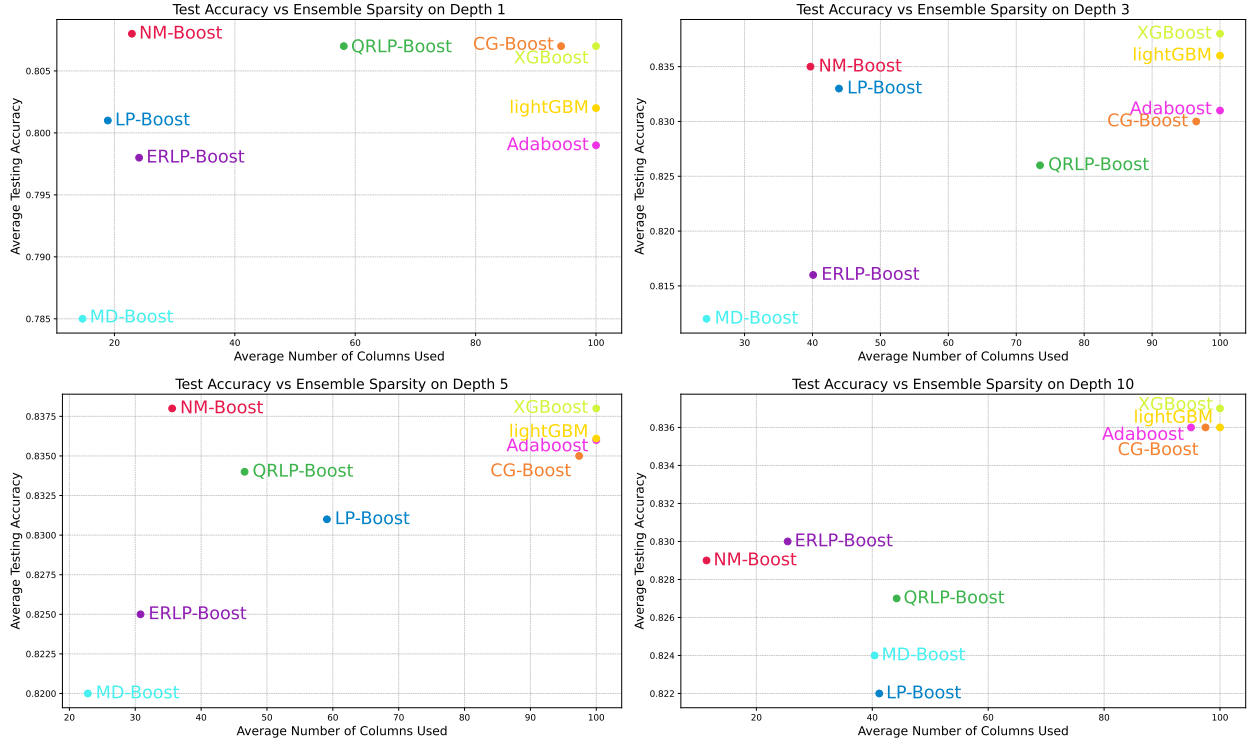 Test Accuracy vs Ensemble Sparsity on Depth 1
Average Testing Accuracy
0.805
0.800
0.795
0.790
0.785
NM-Boost
QRLP-Boost
CG-Boost
XGBoost
lightGBM
LP-Boost
Adaboost
ERLP-Boost
MD-Boost
20
40
60
80
100
Average Number of Columns Used
Test Accuracy vs Ensemble Sparsity on Depth 3
Average Testing Accuracy
0.835
0.830
0.825
0.820
0.815
XGBoost
lightGBM
NM-Boost
LP-Boost
Adaboost
CG-Boost
QRLP-Boost
ERLP-Boost
MD-Boost
30
40
50
60
70
80
90
100
Average Number of Columns Used
Test Accuracy vs Ensemble Sparsity on Depth 5
Average Testing Accuracy
0.8375
0.8350
0.8325
0.8300
0.8275
0.8250
0.8225
0.8200
NM-Boost
XGBoost
lightGBM
Adaboost
CG-Boost
QRLP-Boost
LP-Boost
ERLP-Boost
MD-Boost
20
30
40
50
60
70
80
90
100
Average Number of Columns Used
Test Accuracy vs Ensemble Sparsity on Depth 10
Average Testing Accuracy
0.836
0.834
0.832
0.830
0.828
0.826
0.824
0.822
XGBoost
lightGBM
Adaboost
CG-Boost
ERLP-Boost
NM-Boost
QRLP-Boost
MD-Boost
LP-Boost
20
40
60
80
100
Average Number of Columns Used